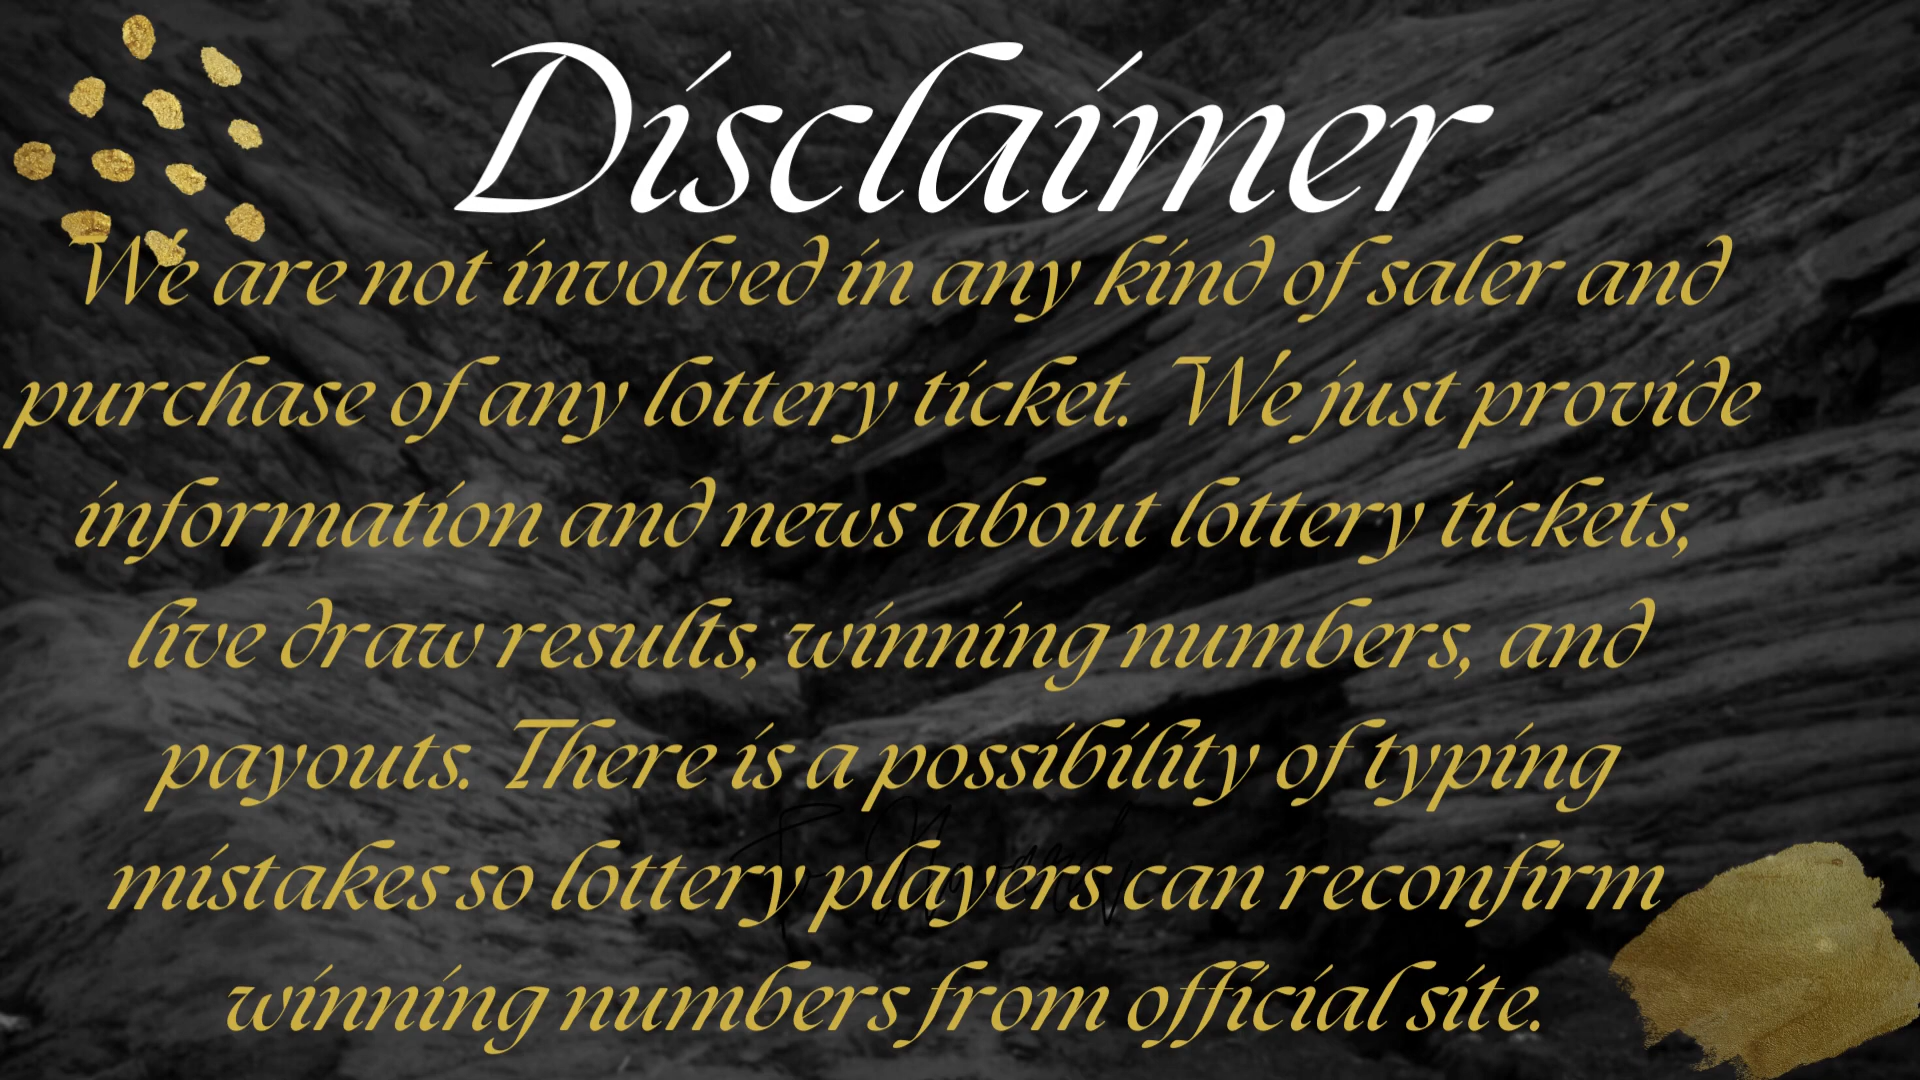 Disclaimer
We are not involved in any kind of saler and
purchase of any lottery ticket. We just provide
information and news about lottery tickets,
live draw results, winning numbers, and
payouts. There is a possibility of typing
mistakes so lottery players can reconfirm
winning numbers from official site.